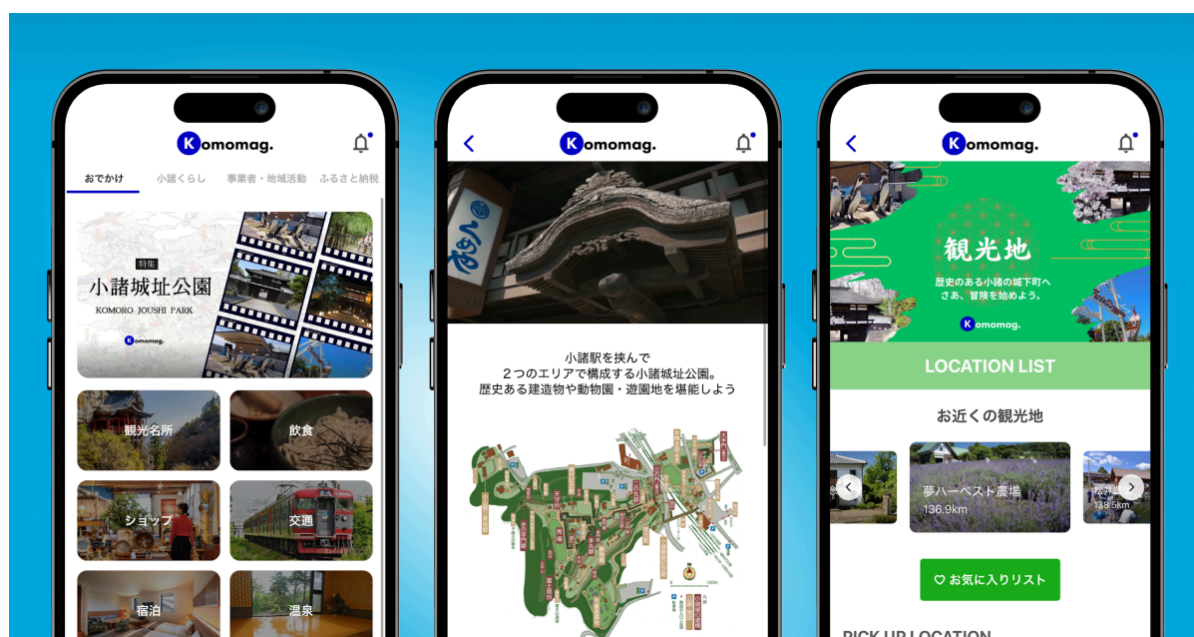 Komomag.
おでかけ
小諸くらし
事業者・地域活動
ふるさと納税
特集
小諸城址公園
KOMORO JOUSHI PARK
Komomag.
観光名所
飲食
ショップ
交通
宿泊
温泉
Komomag.
小諸駅を挟んで
２つのエリアで構成する小諸城址公園。
歴史ある建造物や動物園・遊園地を堪能しよう
Komomag.
観光地
歴史のある小諸の城下町へ
さあ、冒険を始めよう。
Komomag.
LOCATION LIST
お近くの観光地
夢ハーベスト農場
136.9km
138.5km
お気に入りリスト
PICK UP LOCATION